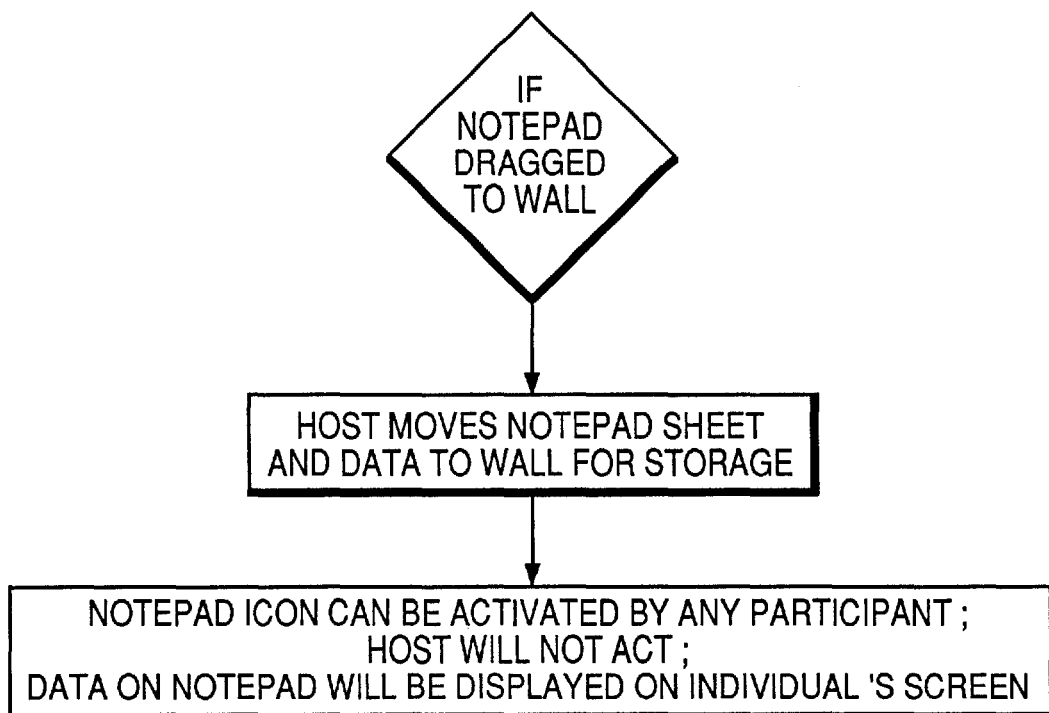 IF
NOTEPAD
DRAGGED
TO WALL
HOST MOVES NOTEPAD SHEET
AND DATA TO WALL FOR STORAGE
NOTEPAD ICON CAN BE ACTIVATED BY ANY PARTICIPANT ;
HOST WILL NOT ACT ;
DATA ON NOTEPAD WILL BE DISPLAYED ON INDIVIDUAL 'S SCREEN